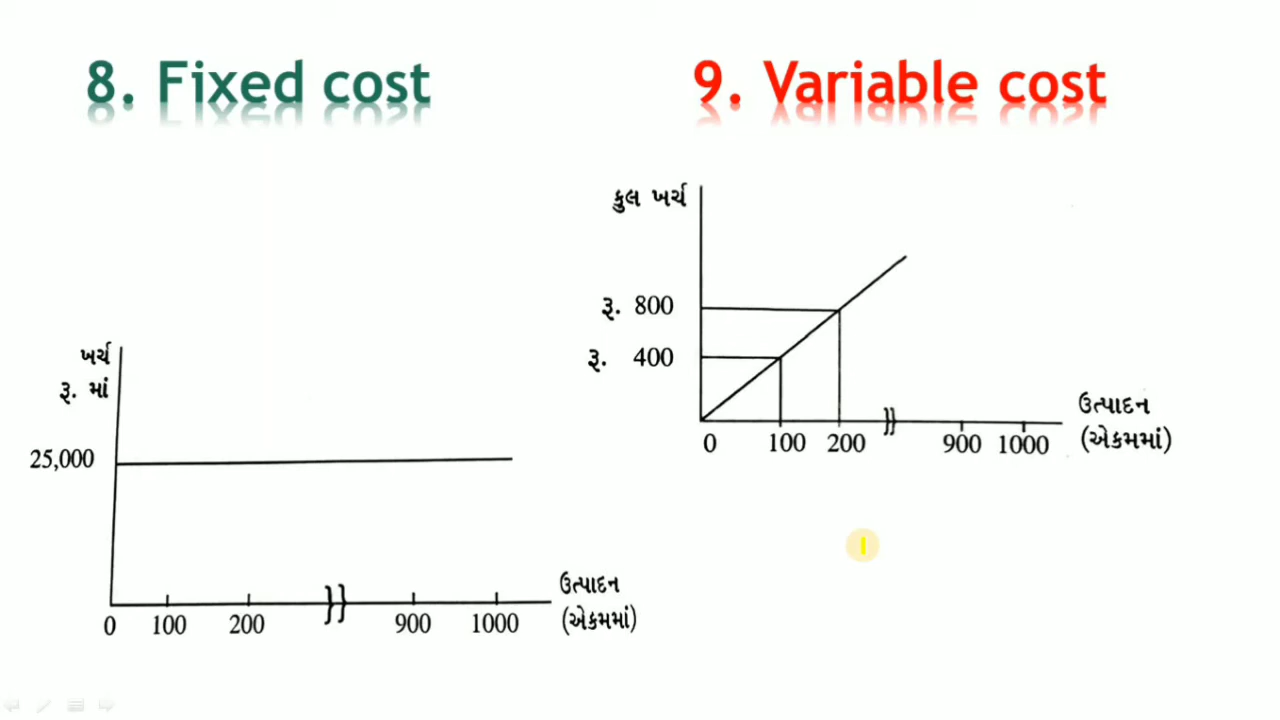 8. Fixed cost
ખર્ચ
રૂ. માં
25,000
0 100 200 900 1000
ઉત્પાદન
(એકમમાં)
9. Variable cost
કુલ ખર્ચ
રૂ. 800
રૂ. 400
0 100 200 900 1000
ઉત્પાદન
(એકમમાં)